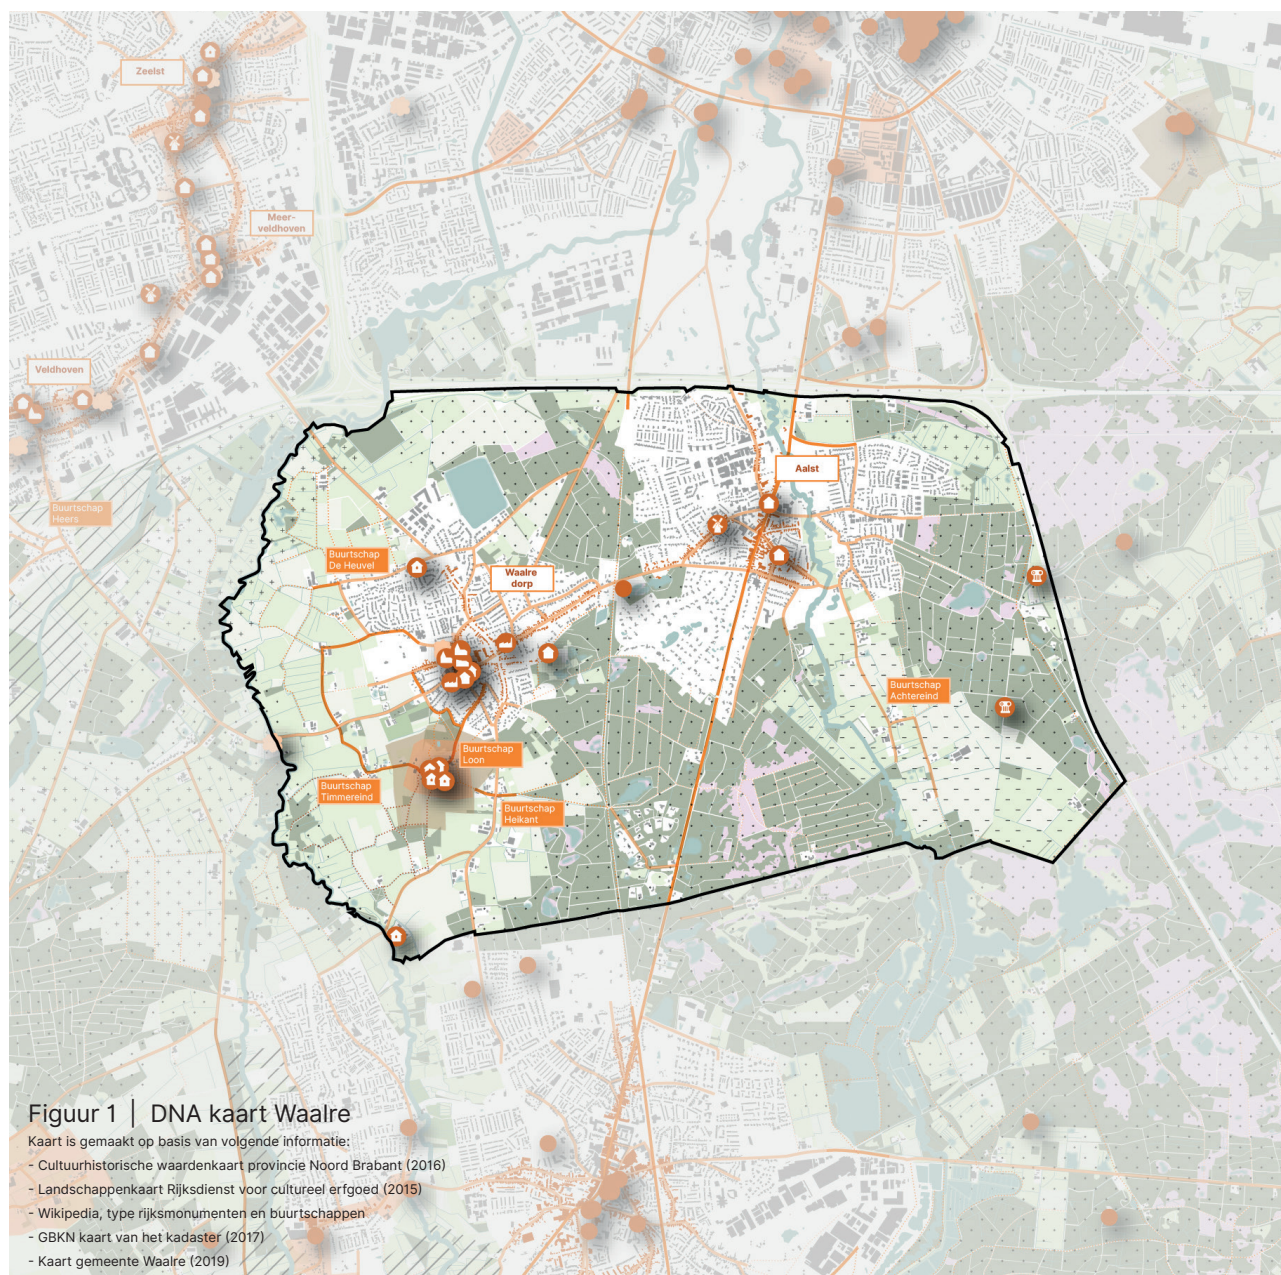 Zeelst
Meer-
veldhoven
Veldhoven
Buurtschap
Heers
Aalst
Buurtschap
De Heuvel
Waalre
dorp
Buurtschap
Achtereind
Buurtschap
Loon
Buurtschap
Timmereind
Buurtschap
Heikant
Figuur 1 | DNA kaart Waalre
Kaart is gemaakt op basis van volgende informatie:
- Cultuurhistorische waardenkaart provincie Noord Brabant (2016)
- Landschappenkaart Rijksdienst voor cultureel erfgoed (2015)
- Wikipedia, type rijksmonumenten en buurtschappen
- GBKN kaart van het kadaster (2017)
- Kaart gemeente Waalre (2019)